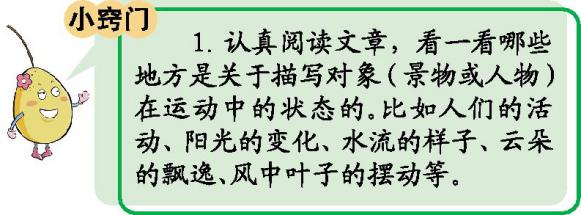 小窍门
1. 认真阅读文章，看一看哪些
地方是关于描写对象（景物或人物）
在运动中的状态的。比如人们的活
动、阳光的变化、水流的样子、云朵
的飘逸、风中叶子的摆动等。